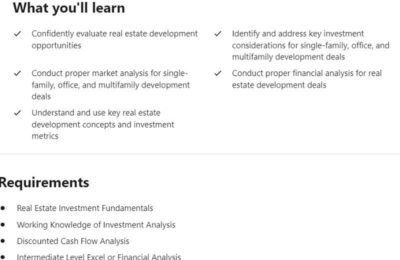 What you'll learn
Confidently evaluate real estate development
opportunities
Identify and address key investment
considerations for single-family, office, and
multifamily development deals
Conduct proper market analysis for single-
family, office, and multifamily development
deals
Conduct proper financial analysis for real
estate development deals
Understand and use key real estate
development concepts and investment
metrics
Requirements
Real Estate Investment Fundamentals
Working Knowledge of Investment Analysis
Discounted Cash Flow Analysis
Intermediate Level Excel or Financial Analysis